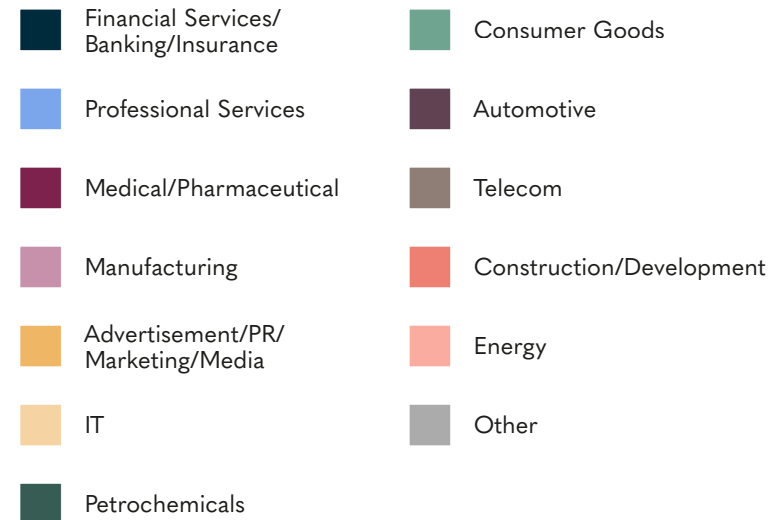 Financial Services/
Banking/Insurance
Professional Services
Medical/Pharmaceutical
Manufacturing
Advertisement/PR/
Marketing/Media
IT
Petrochemicals
Consumer Goods
Automotive
Telecom
Construction/Development
Energy
Other